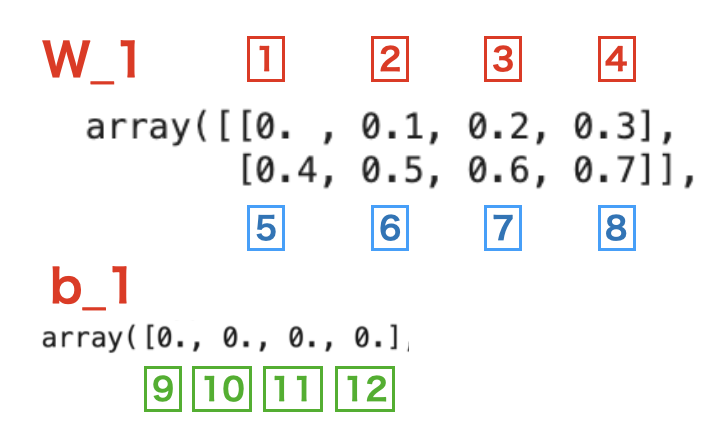 W_1 1 2 3 4
array([[0. , 0.1, 0.2, 0.3],
[0.4, 0.5, 0.6, 0.7]],
5 6 7 8
b_1
array([0., 0., 0., 0.],
9 10 11 12